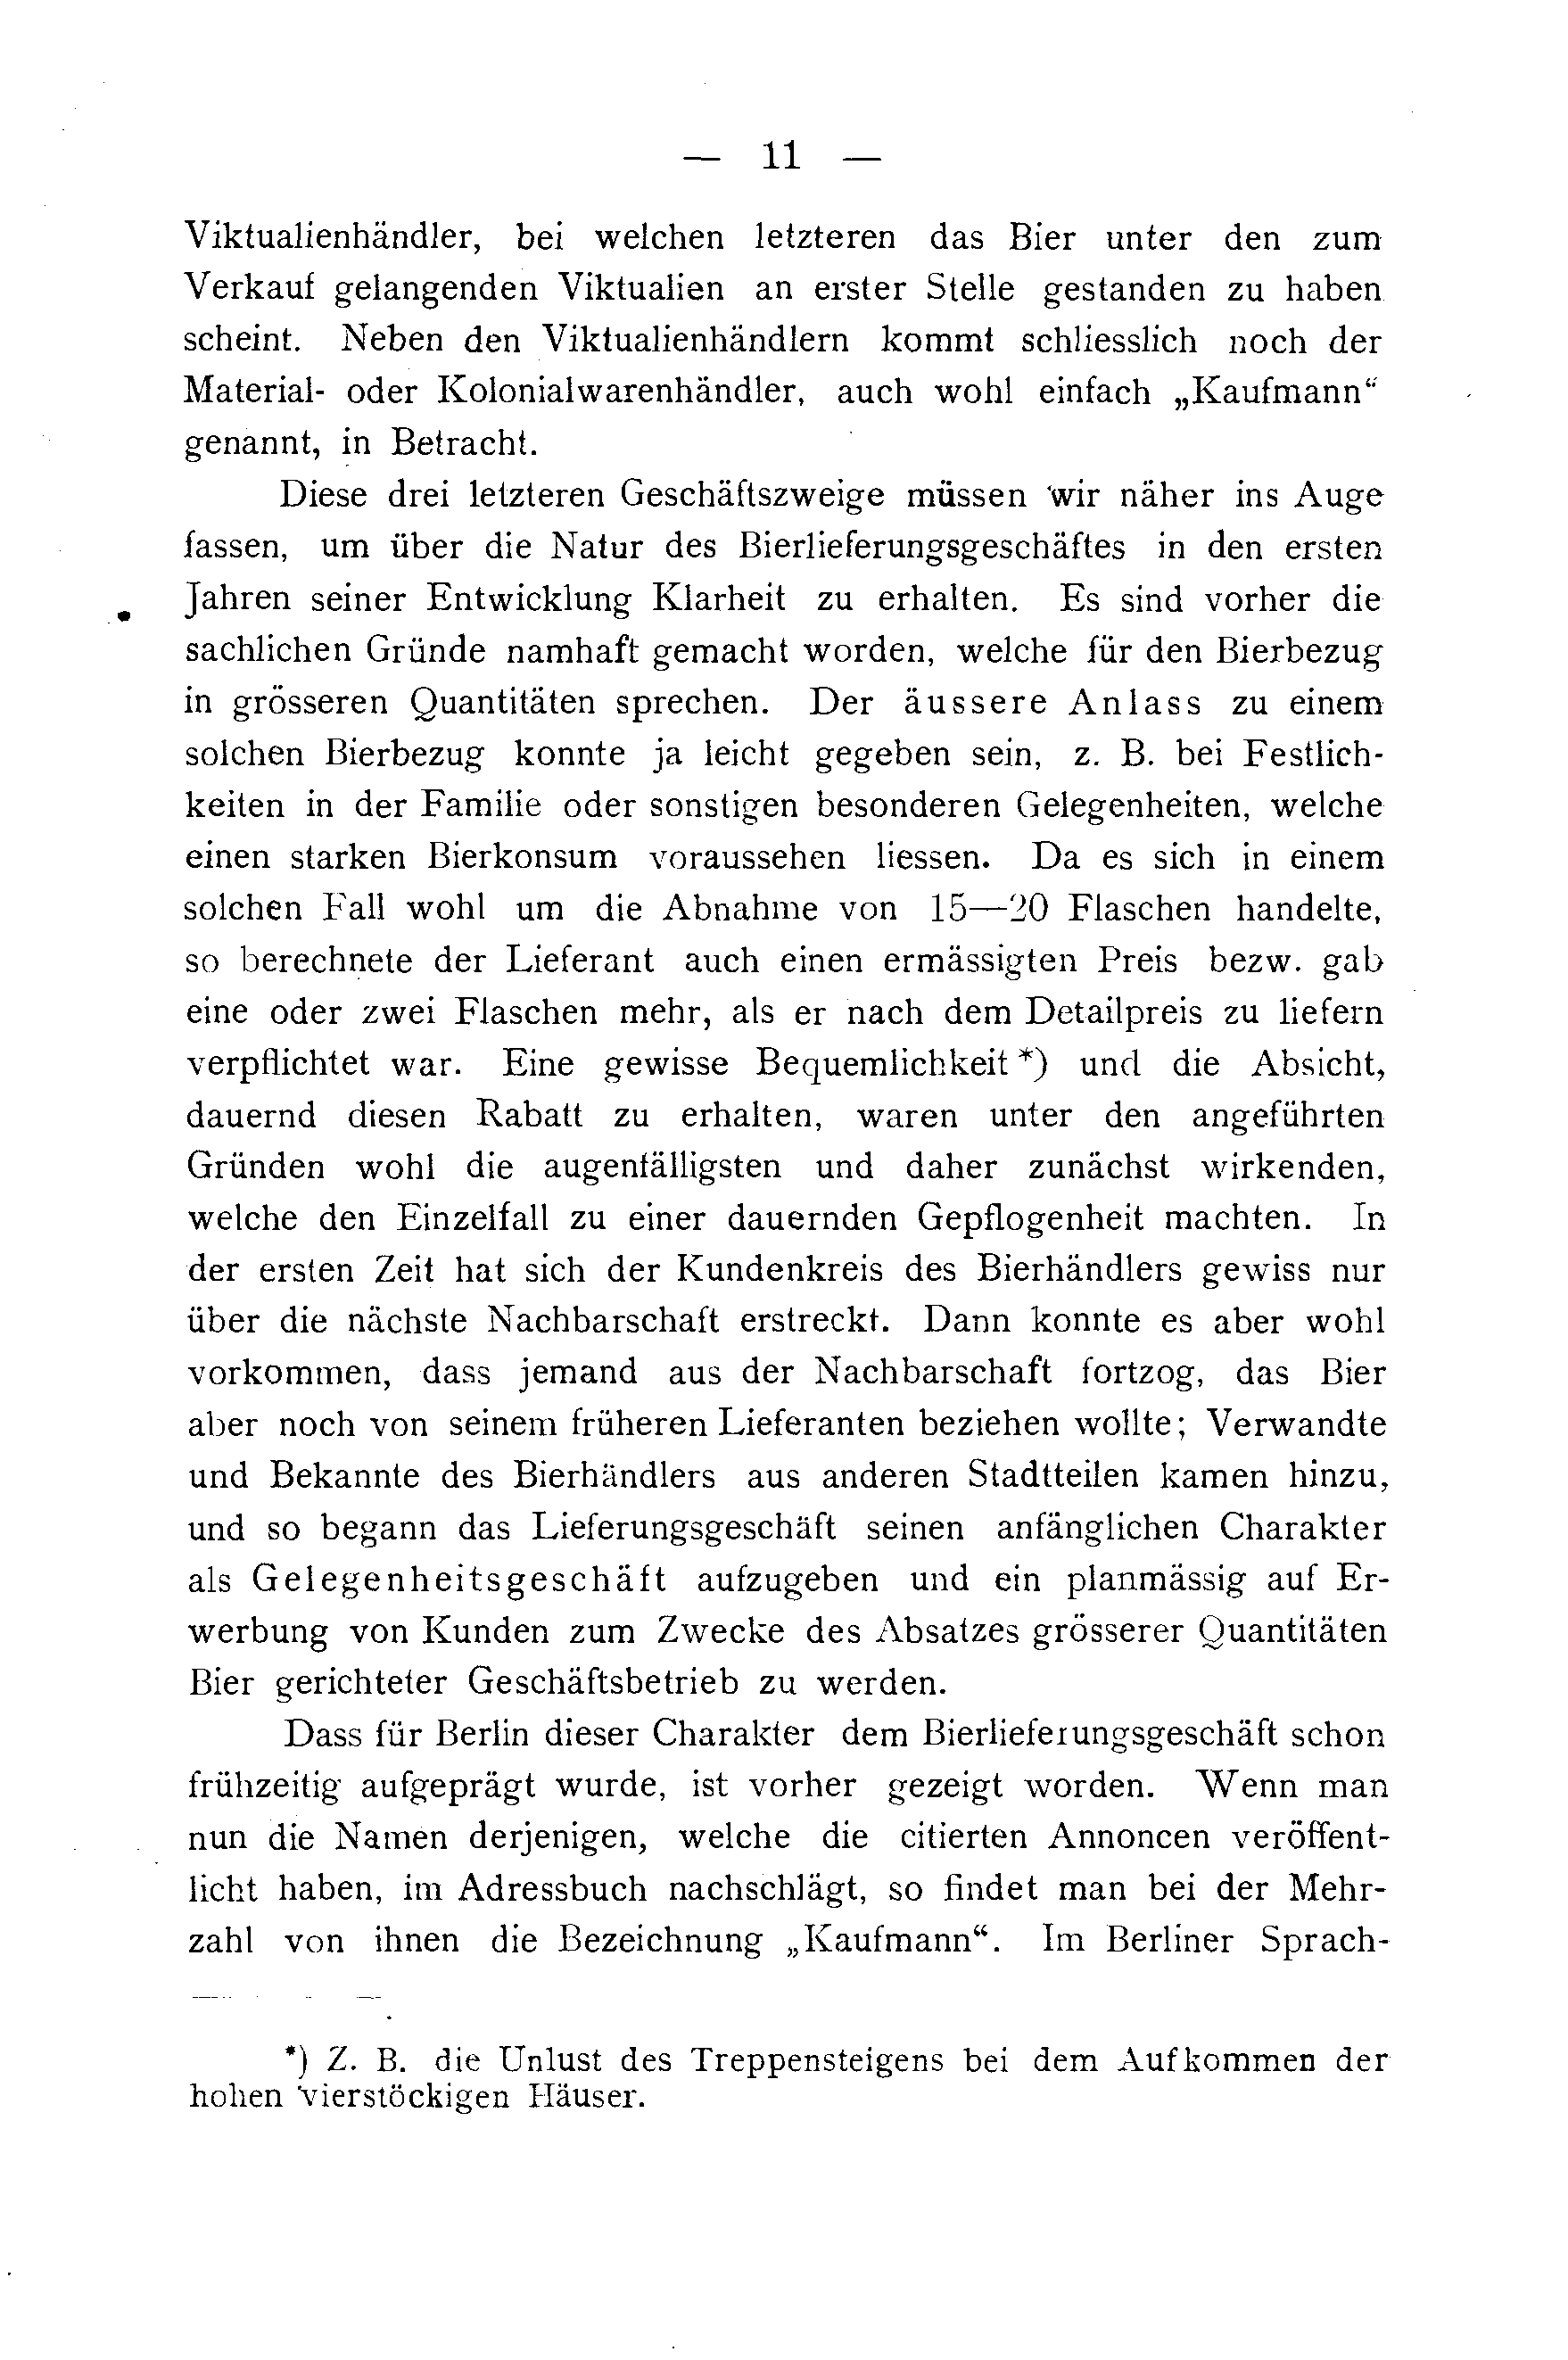 — 11 —
Viktualienhändler, bei welchen letzteren das Bier unter den zum
Verkauf gelangenden Viktualien an erster Stelle gestanden zu haben
scheint. Neben den Viktualienhändlern kommt schliesslich noch der
Material- oder Kolonialwarenhändler, auch wohl einfach „Kaufmann“
genannt, in Betracht.
Diese drei letzteren Geschäftszweige müssen wir näher ins Auge
fassen, um über die Natur des Bierlieferungsgeschäftes in den ersten
Jahren seiner Entwicklung Klarheit zu erhalten. Es sind vorher die
sachlichen Gründe namhaft gemacht worden, welche für den Bierbezug
in grösseren Quantitäten sprechen. Der äussere Anlass zu einem
solchen Bierbezug konnte ja leicht gegeben sein, z. B. bei Festlich-
keiten in der Familie oder sonstigen besonderen Gelegenheiten, welche
einen starken Bierkonsum voraussehen liessen. Da es sich in einem
solchen Fall wohl um die Abnahme von 15—20 Flaschen handelte,
so berechnete der Lieferant auch einen ermässigten Preis bezw. gab
eine oder zwei Flaschen mehr, als er nach dem Detailpreis zu liefern
verpflichtet war. Eine gewisse Bequemlichkeit *) und die Absicht,
dauernd diesen Rabatt zu erhalten, waren unter den angeführten
Gründen wohl die augenfälligsten und daher zunächst wirkenden,
welche den Einzelfall zu einer dauernden Gepflogenheit machten. In
der ersten Zeit hat sich der Kundenkreis des Bierhändlers gewiss nur
über die nächste Nachbarschaft erstreckt. Dann konnte es aber wohl
vorkommen, dass jemand aus der Nachbarschaft fortzog, das Bier
aber noch von seinem früheren Lieferanten beziehen wollte; Verwandte
und Bekannte des Bierhändlers aus anderen Stadtteilen kamen hinzu,
und so begann das Lieferungsgeschäft seinen anfänglichen Charakter
als Gelegenheitsgeschäft aufzugeben und ein planmässig auf Er-
werbung von Kunden zum Zwecke des Absatzes grösserer Quantitäten
Bier gerichteter Geschäftsbetrieb zu werden.
Dass für Berlin dieser Charakter dem Bierlieferungsgeschäft schon
frühzeitig aufgeprägt wurde, ist vorher gezeigt worden. Wenn man
nun die Namen derjenigen, welche die citierten Annoncen veröffent-
licht haben, im Adressbuch nachschlägt, so findet man bei der Mehr-
zahl von ihnen die Bezeichnung „Kaufmann“. Im Berliner Sprach-
*) Z. B. die Unlust des Treppensteigens bei dem Aufkommen der
hohen vierstöckigen Häuser.